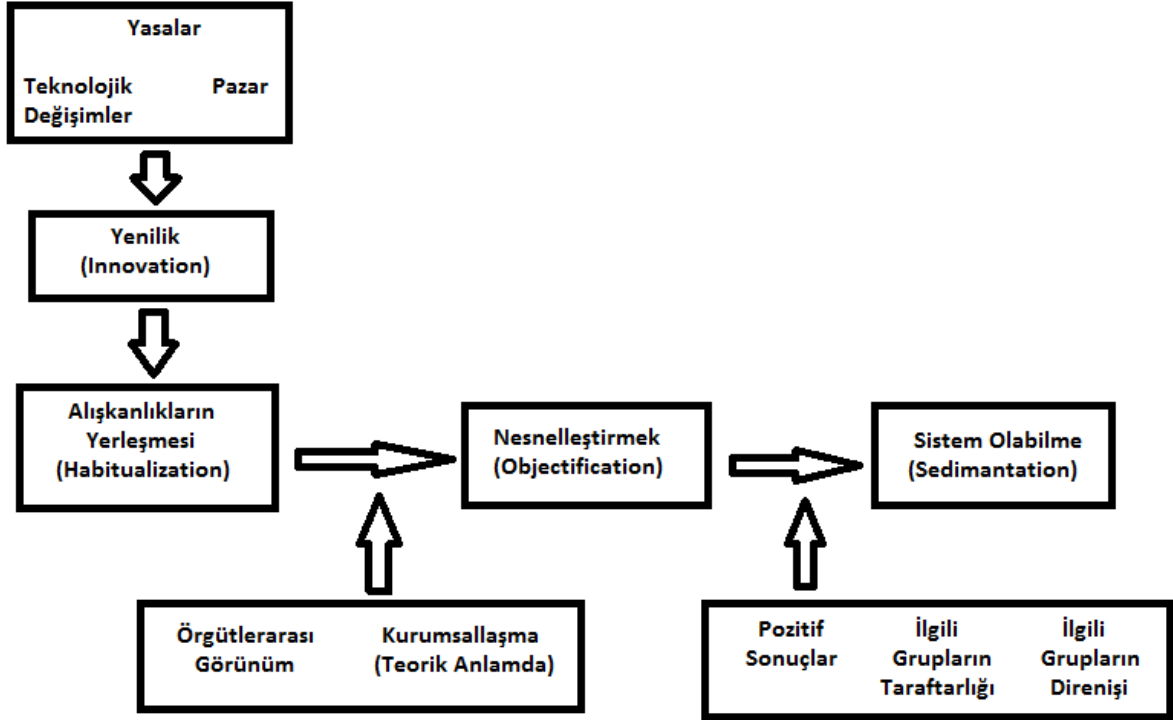 Yasalar
Teknolojik Pazar
Değişimler
Yenilik
(Innovation)
Alışkanlıkların
Yerleşmesi
(Habitualization)
Nesnelleştirmek
(Objectification)
Sistem Olabilme
(Sedimantation)
Örgütlerarası Kurumsallaşma
Görünüm (Teorik Anlamda)
Pozitif İlgili İlgili
Sonuçlar Grupların Grupların
Taraftarlığı Direnişi